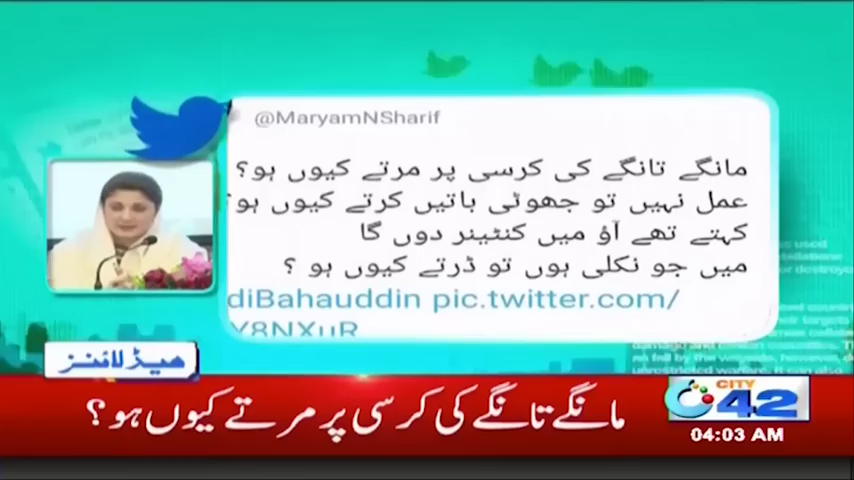 @MaryamNSharif
مانگے تانگے کی کرسی پر مرتے کیوں ہو؟
عمل نہیں تو جھوٹی باتیں کرتے کیوں ہو؟
کہتے تھے آؤ میں کنٹینر دوں گا
میں جو نکلی ہوں تو ڈرتے کیوں ہو ؟
diBahauddin pic.twitter.com/
Y8NXuR
ہیڈ لائنز
مانگے تانگے کی کرسی پر مرتے کیوں ہو؟
CITY
42
04:03 AM